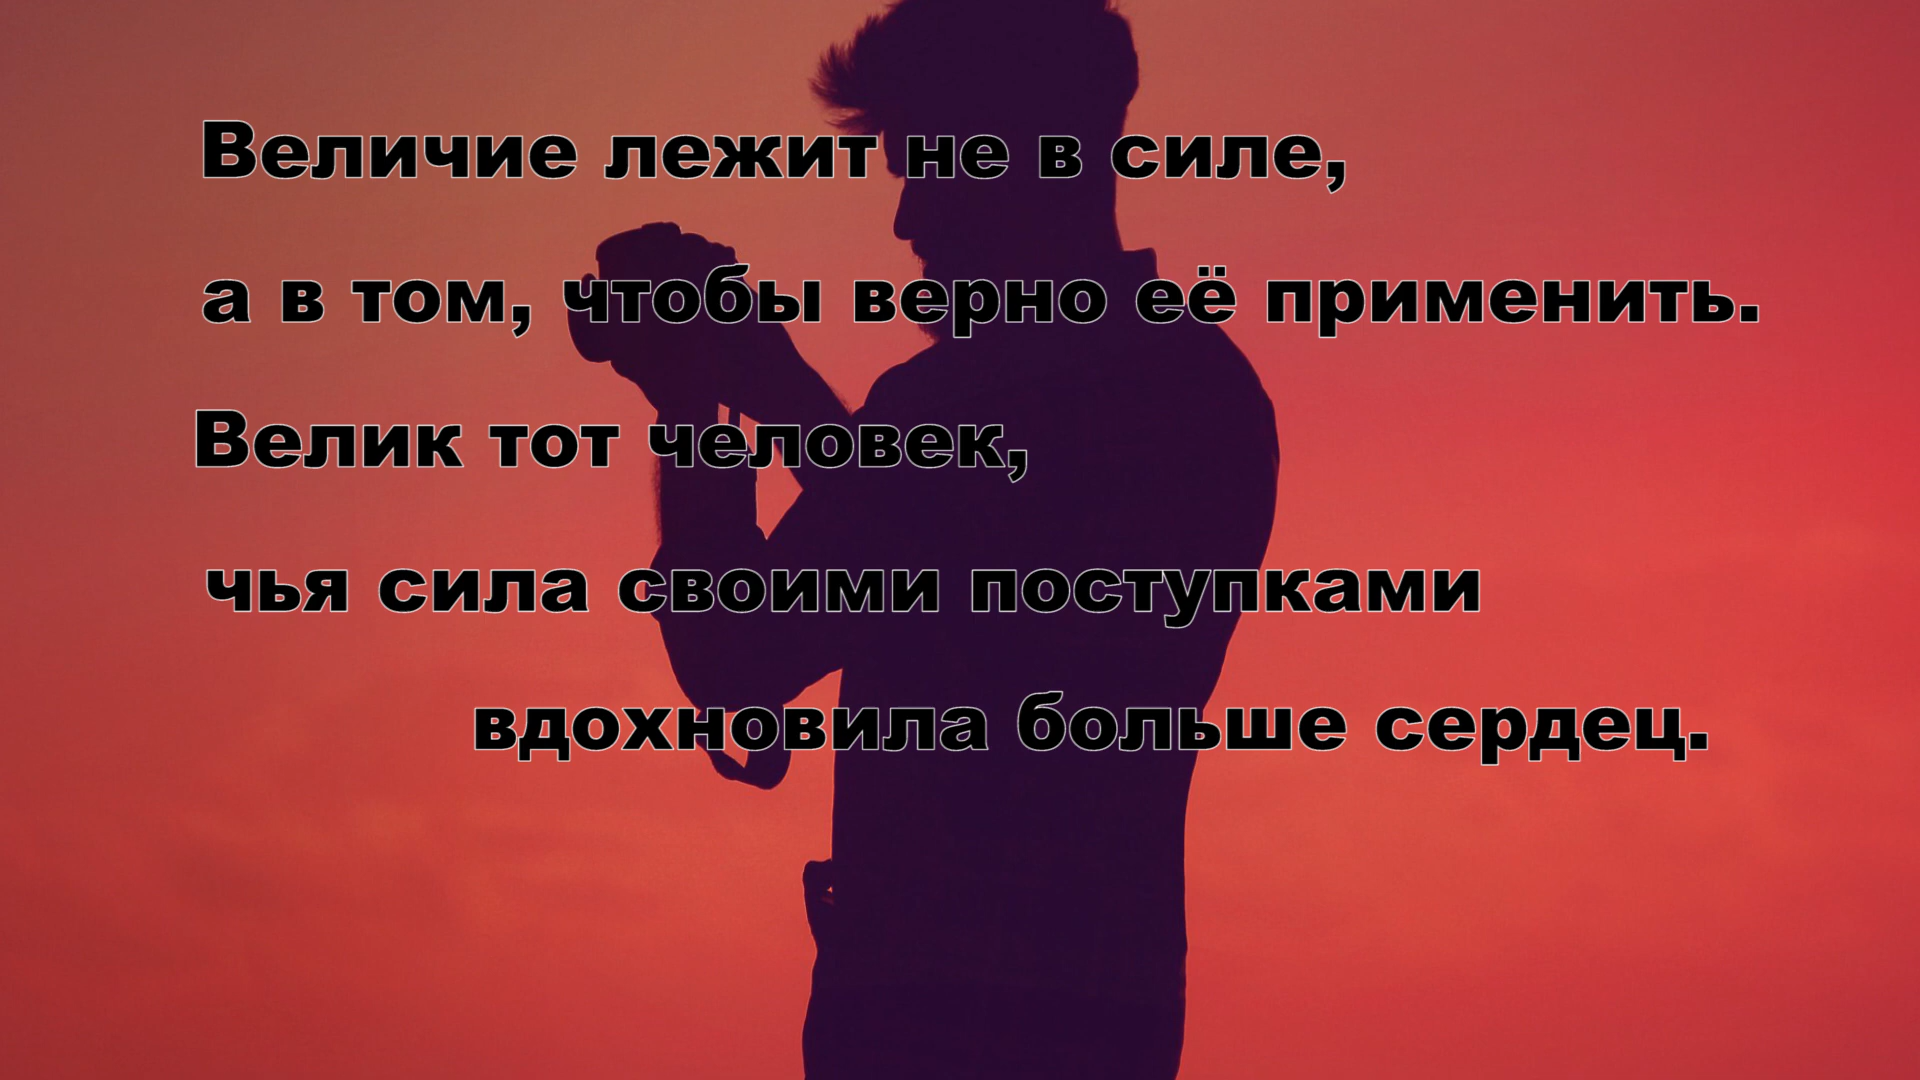 Величие лежит не в силе,
а в том, чтобы верно её применить.
Велик тот человек,
чья сила своими поступками
вдохновила больше сердец.